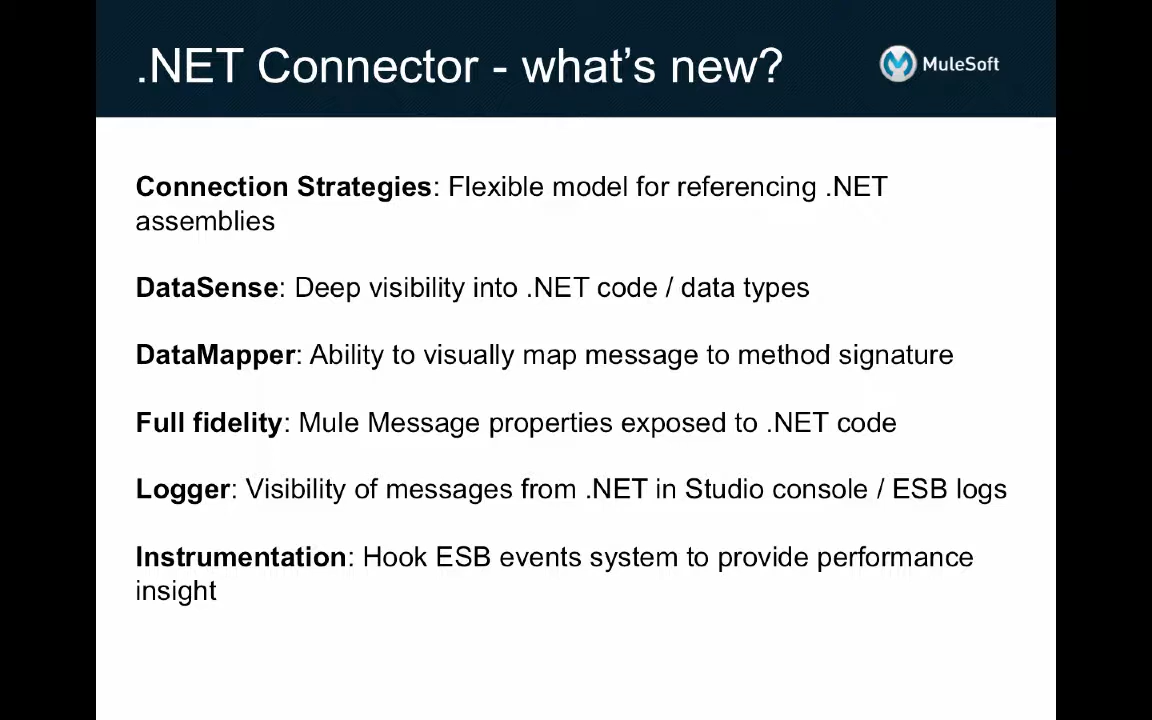 .NET Connector - what's new?
MuleSoft
Connection Strategies: Flexible model for referencing .NET
assemblies
DataSense: Deep visibility into .NET code / data types
DataMapper: Ability to visually map message to method signature
Full fidelity: Mule Message properties exposed to .NET code
Logger: Visibility of messages from .NET in Studio console / ESB logs
Instrumentation: Hook ESB events system to provide performance
insight